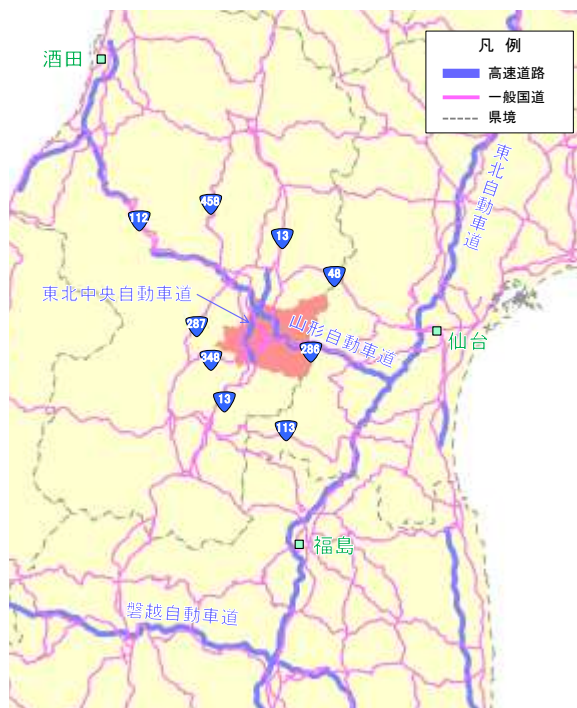 酒田
凡 例
高速道路
一般国道
県境
東北自動車道
458
112
13
48
東北中央自動車道
山形自動車道
287
仙台
286
348
13
113
福島
磐越自動車道